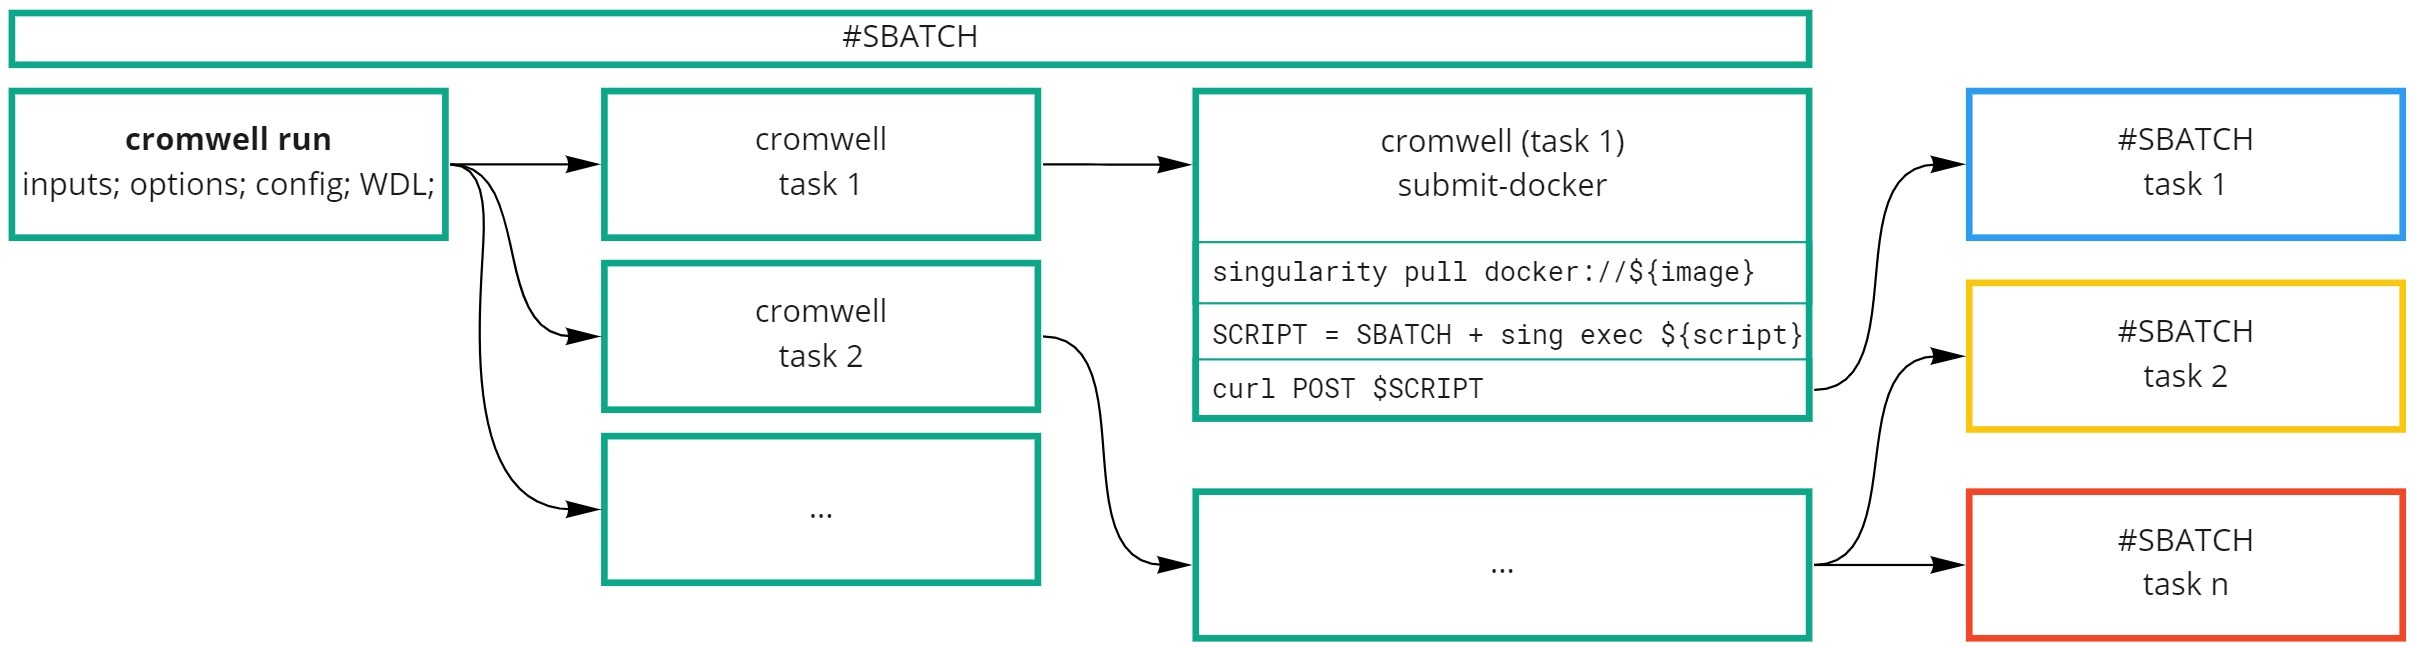 #SBATCH
cromwell run
inputs; options; config; WDL;
cromwell
task 1
cromwell
task 2
...
cromwell (task 1)
submit-docker
singularity pull docker://${image}
SCRIPT = SBATCH + sing exec ${script}
curl POST $SCRIPT
...
#SBATCH
task 1
#SBATCH
task 2
#SBATCH
task n